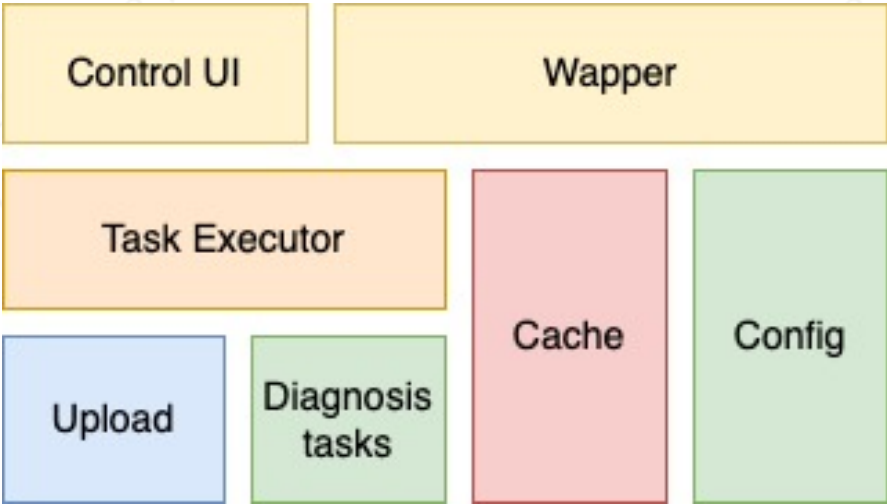 Control UI
Wapper
Task Executor
Cache
Config
Upload
Diagnosis
tasks